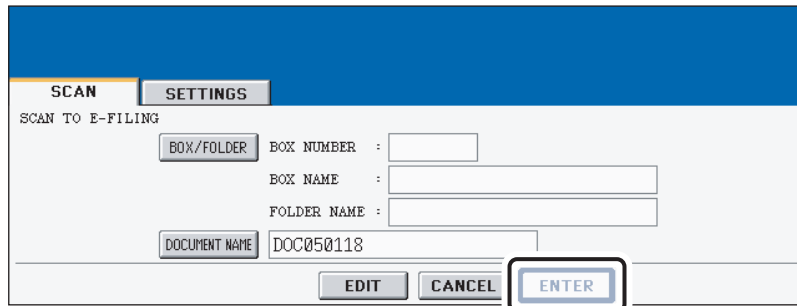 SCAN SETTINGS
SCAN TO E-FILING
BOX/FOLDER BOX NUMBER :
BOX NAME :
FOLDER NAME :
DOCUMENT NAME DOC050118
EDIT CANCEL ENTER